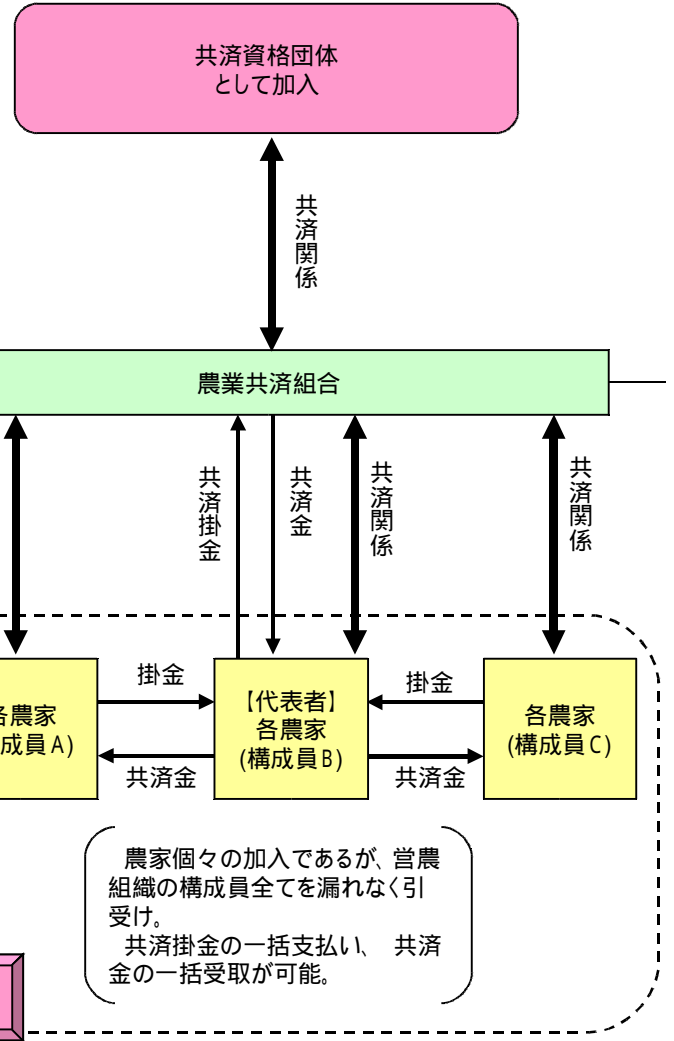 共済資格団体
として加入
共済関係
農業共済組合
共済掛金
共済金
共済関係
共済関係
掛金
共済金
農家
成員A)
【代表者】
各農家
(構成員B)
掛金
共済金
各農家
(構成員C)
農家個々の加入であるが、営農
組織の構成員全てを漏れなく引
受け。
共済掛金の一括支払い、 共済
金の一括受取が可能。